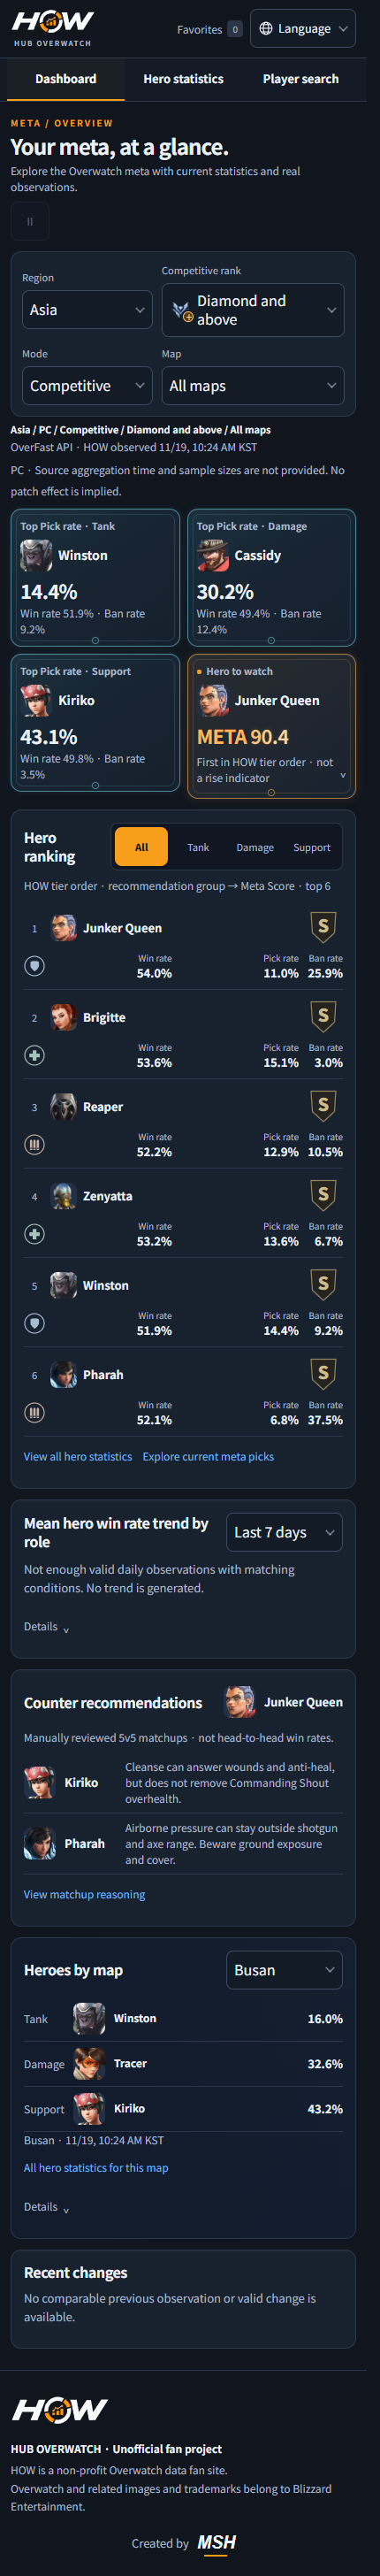 HOW
HUB OVERWATCH
Favorites 0
Language
Dashboard
Hero statistics
Player search
META / OVERVIEW
Your meta, at a glance.
Explore the Overwatch meta with current statistics and real
observations.
Region
Competitive rank
Asia
Diamond and
above
Mode
Map
Competitive
All maps
Asia / PC / Competitive / Diamond and above / All maps
OverFast API · HOW observed 11/19, 10:24 AM KST
PC · Source aggregation time and sample sizes are not provided. No
patch effect is implied.
Top Pick rate · Tank
Winston
14.4%
Win rate 51.9% · Ban rate
9.2%
Top Pick rate · Damage
Cassidy
30.2%
Win rate 49.4% · Ban rate
12.4%
Top Pick rate · Support
Kiriko
43.1%
Win rate 49.8% · Ban rate
3.5%
Hero to watch
Junker Queen
META 90.4
First in HOW tier order · not
a rise indicator
Hero
ranking
All
Tank
Damage
Support
HOW tier order · recommendation group → Meta Score · top 6
1 Junker Queen S
Win rate Pick rate Ban rate
54.0% 11.0% 25.9%
2 Brigitte S
Win rate Pick rate Ban rate
53.6% 15.1% 3.0%
3 Reaper S
Win rate Pick rate Ban rate
52.2% 12.9% 10.5%
4 Zenyatta S
Win rate Pick rate Ban rate
53.2% 13.6% 6.7%
5 Winston S
Win rate Pick rate Ban rate
51.9% 14.4% 9.2%
6 Pharah S
Win rate Pick rate Ban rate
52.1% 6.8% 37.5%
View all hero statistics Explore current meta picks
Mean hero win rate trend by
role
Last 7 days
Not enough valid daily observations with matching
conditions. No trend is generated.
Details
Counter recommendations
Junker Queen
Manually reviewed 5v5 matchups · not head-to-head win rates.
Kiriko
Cleanse can answer wounds and anti-heal,
but does not remove Commanding Shout
overhealth.
Pharah
Airborne pressure can stay outside shotgun
and axe range. Beware ground exposure
and cover.
View matchup reasoning
Heroes by map
Busan
Tank Winston 16.0%
Damage Tracer 32.6%
Support Kiriko 43.2%
Busan · 11/19, 10:24 AM KST
All hero statistics for this map
Details
Recent changes
No comparable previous observation or valid change is
available.
HOW
HUB OVERWATCH · Unofficial fan project
HOW is a non-profit Overwatch data fan site.
Overwatch and related images and trademarks belong to Blizzard
Entertainment.
Created by MSH